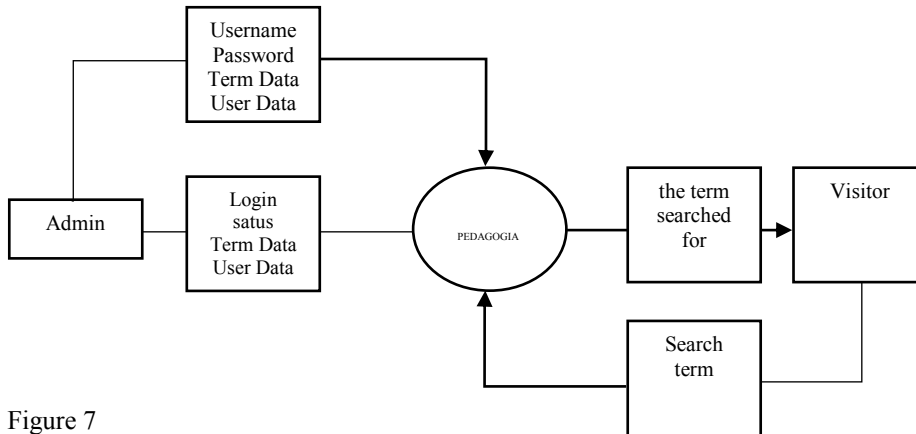 Username
Password
Term Data
User Data
Admin
Login
satus
Term Data
User Data
PEDAGOGIA
the term
searched
for
Visitor
Search
term
Figure 7